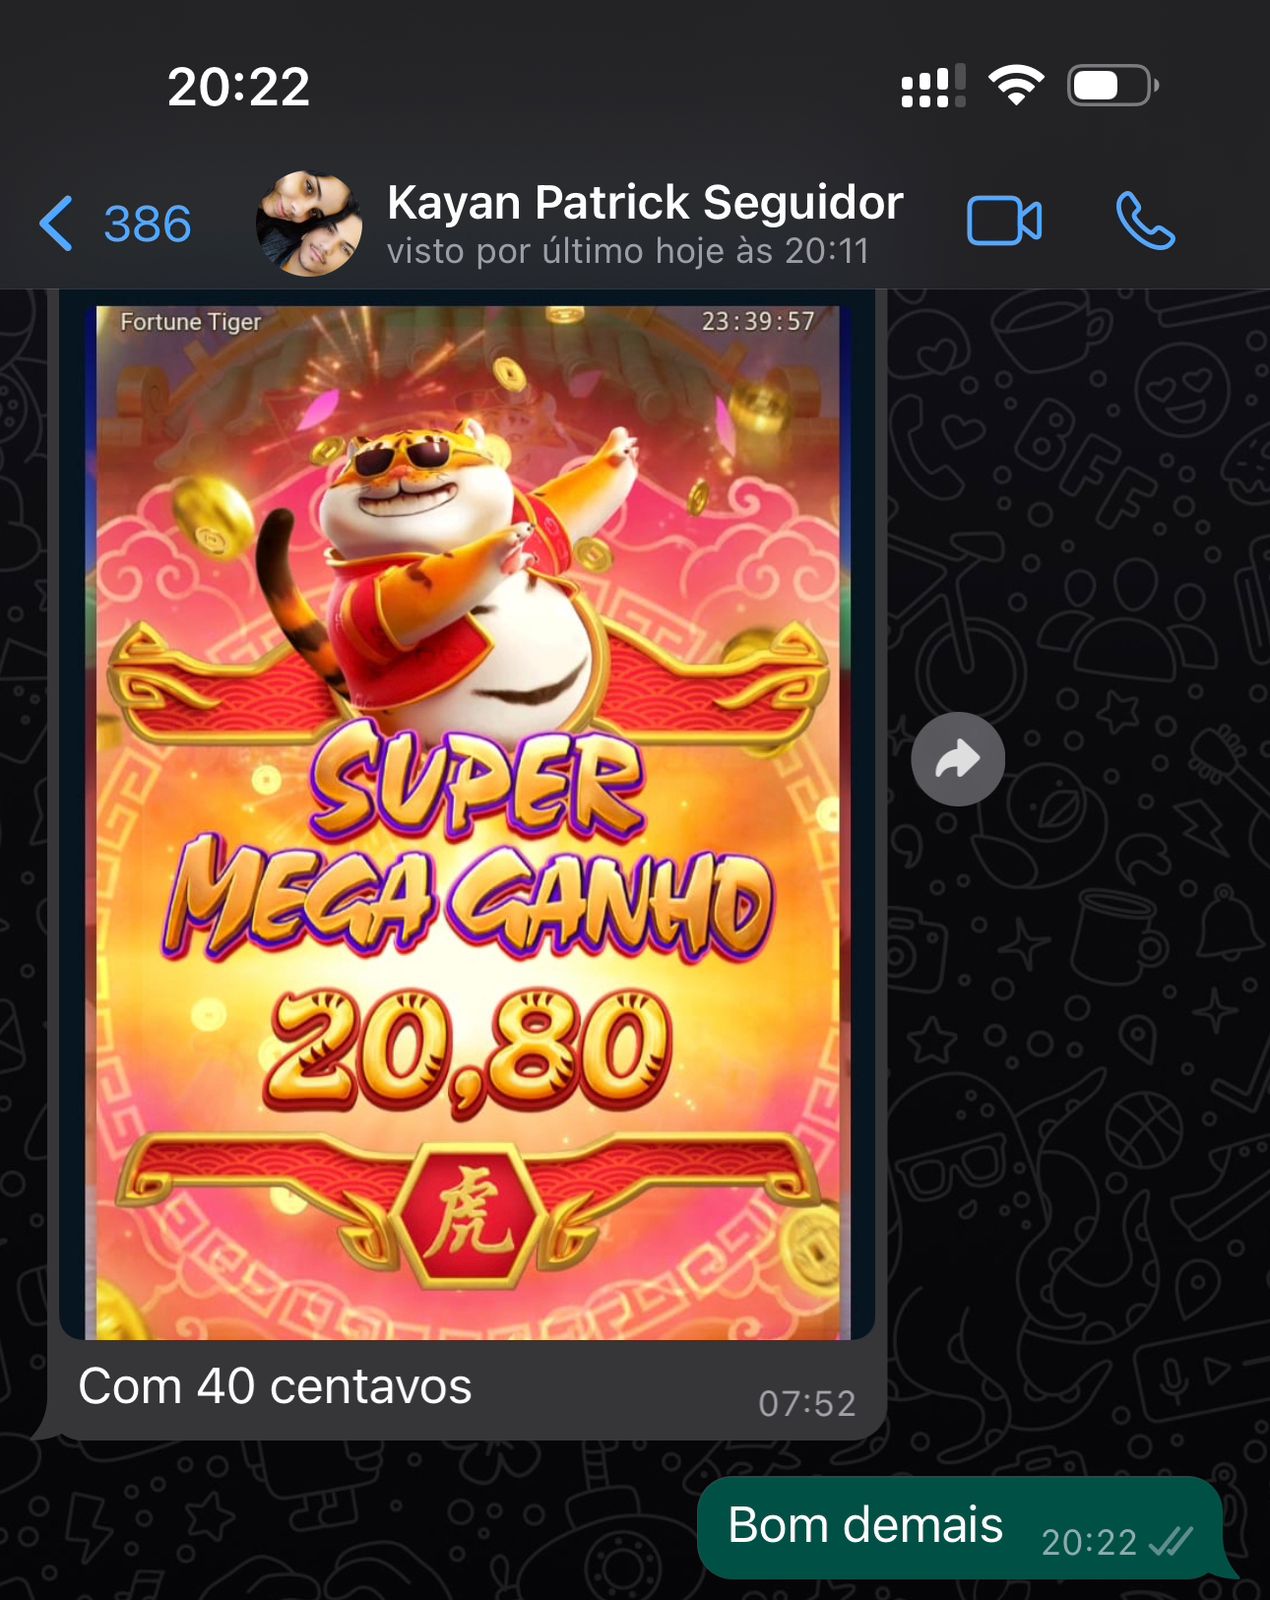 20:22
386
Kayan Patrick Seguidor
visto por último hoje às 20:11
Fortune Tiger
23:39:57
BFF
SUPER
MEGA GANHO
20,80
虎
Com 40 centavos
07:52
Bom demais
20:22